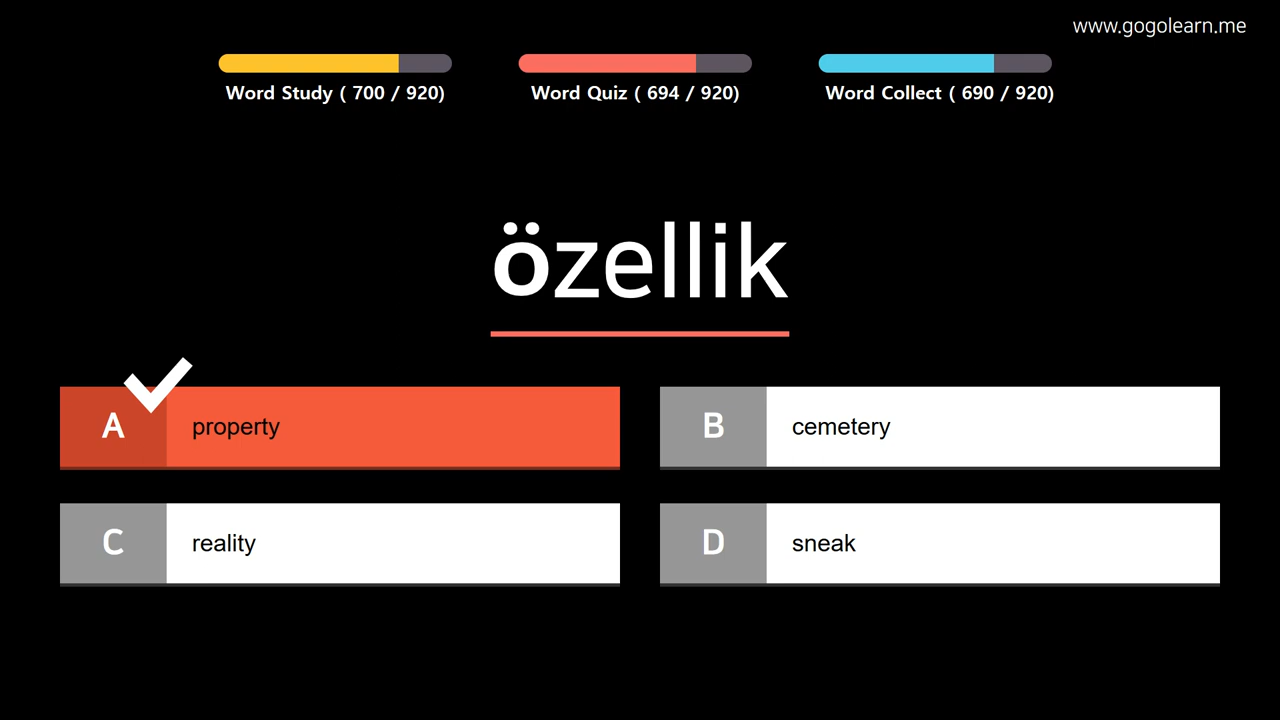 www.gogolearn.me
Word Study ( 700 / 920)
Word Quiz ( 694 / 920)
Word Collect ( 690 / 920)
özellik
A property
B cemetery
C reality
D sneak